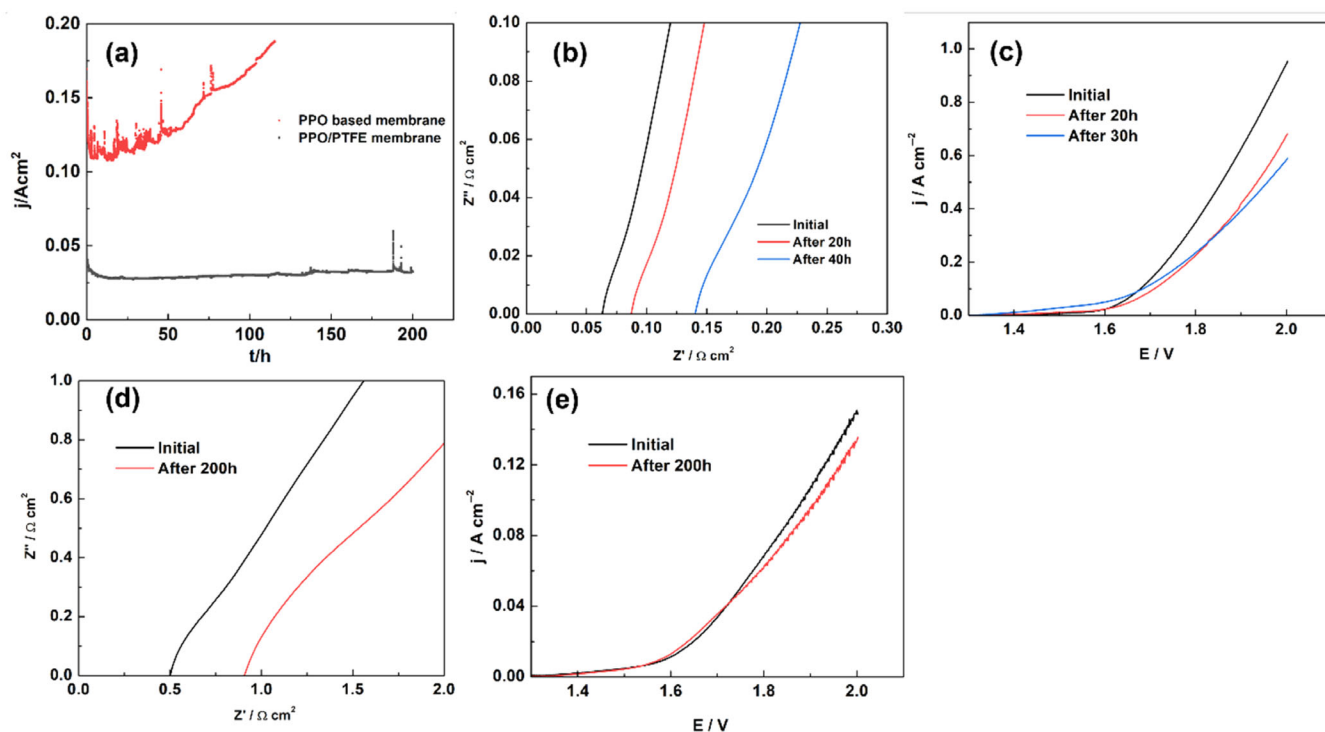 (a)
0.20
0.15
0.10
0.05
0.00
j/Acm²
PPO based membrane
PPO/PTFE membrane
0
50
100
150
200
t/h
(b)
0.10
0.08
0.06
0.04
0.02
0.00
Z'' / Ω cm²
Initial
After 20h
After 40h
0.00
0.05
0.10
0.15
0.20
0.25
0.30
Z' / Ω cm²
(c)
1.0
0.8
0.6
0.4
0.2
0.0
j / A cm⁻²
Initial
After 20h
After 30h
1.4
1.6
1.8
2.0
E / V
(d)
1.0
0.8
0.6
0.4
0.2
0.0
Z'' / Ω cm²
Initial
After 200h
0.0
0.5
1.0
1.5
2.0
Z' / Ω cm²
(e)
0.16
0.12
0.08
0.04
0.00
j / A cm⁻²
Initial
After 200h
1.4
1.6
1.8
2.0
E / V